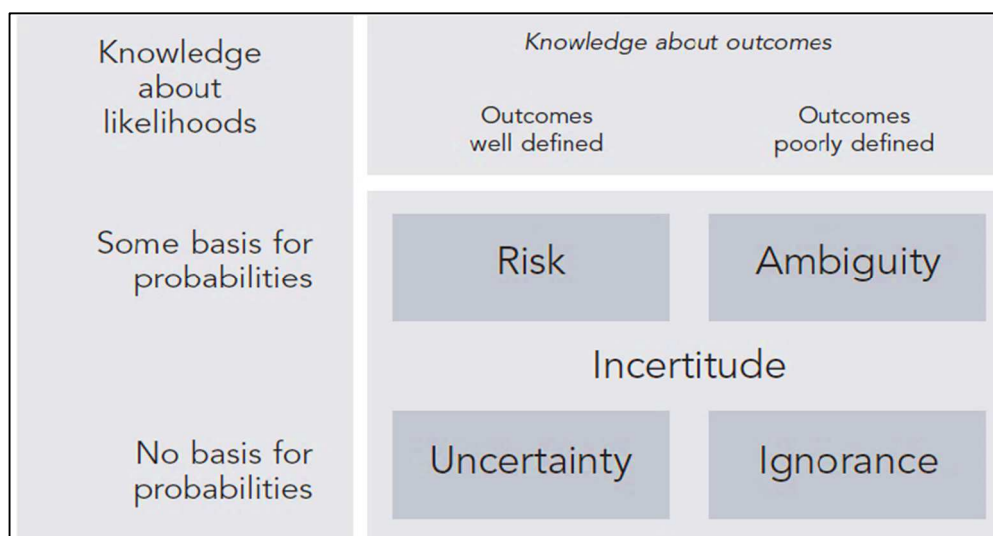 Knowledge
about
likelihoods
Knowledge about outcomes
Outcomes
well defined
Outcomes
poorly defined
Some basis for
probabilities
Risk
Ambiguity
Incertitude
No basis for
probabilities
Uncertainty
Ignorance